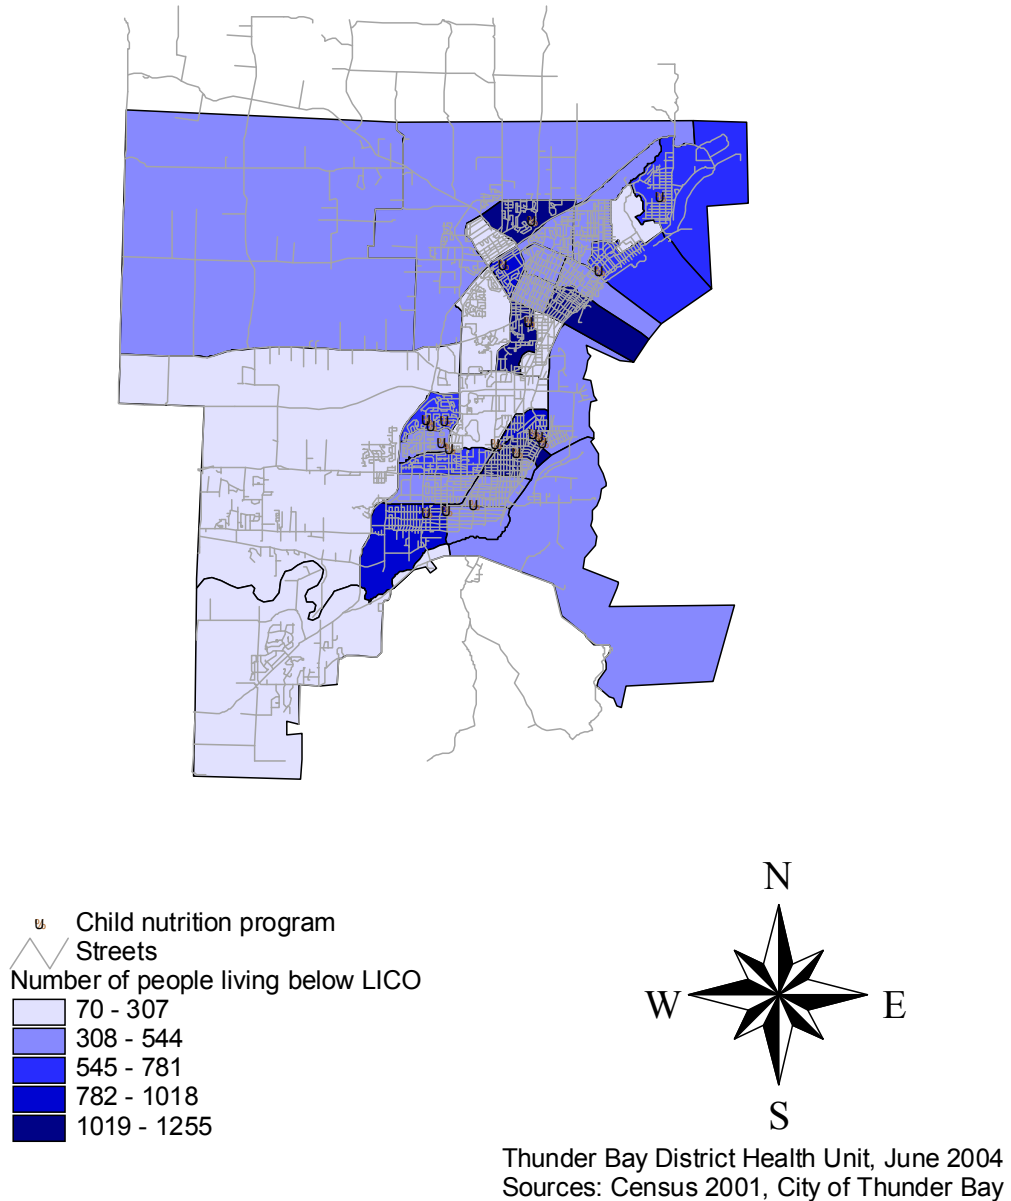 Child nutrition program
Streets
Number of people living below LICO
70 - 307
308 - 544
545 - 781
782 - 1018
1019 - 1255
N
W
E
S
Thunder Bay District Health Unit, June 2004
Sources: Census 2001, City of Thunder Bay